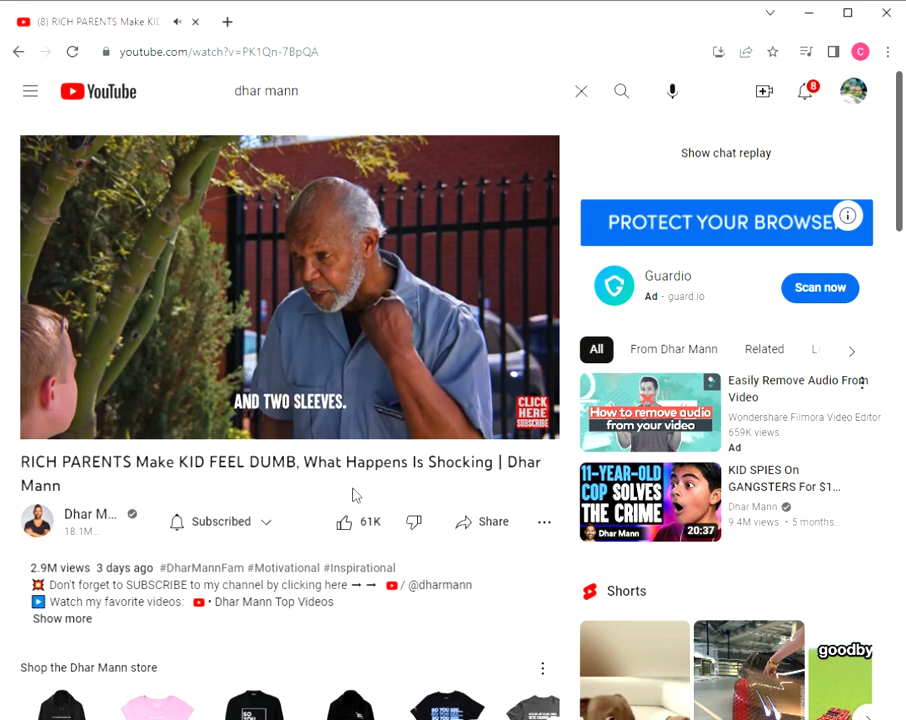 (8) RICH PARENTS Make KID
youtube.com/watch?v=PK1Qn-7BpQA
C
YouTube
dhar mann
8
AND TWO SLEEVES.
CLICK
HERE
SUBSCRIBE
RICH PARENTS Make KID FEEL DUMB, What Happens Is Shocking | Dhar
Mann
Dhar M...
18.1M...
Subscribed
61K
Share
2.9M views 3 days ago #DharMannFam #Motivational #Inspirational
Don't forget to SUBSCRIBE to my channel by clicking here / @dharmann
Watch my favorite videos: • Dhar Mann Top Videos
Show more
Shop the Dhar Mann store
SO
YOU
Show chat replay
PROTECT YOUR BROWSE
Guardio
Ad · guard.io
Scan now
All
From Dhar Mann
Related
How to remove audio
from your video
Easily Remove Audio From
Video
Wondershare Filmora Video Editor
659K views
Ad
11-YEAR-OLD
COP SOLVES
THE CRIME
Dhar Mann
20:37
KID SPIES On
GANGSTERS For $1...
Dhar Mann
9.4M views • 5 months...
Shorts
goodby